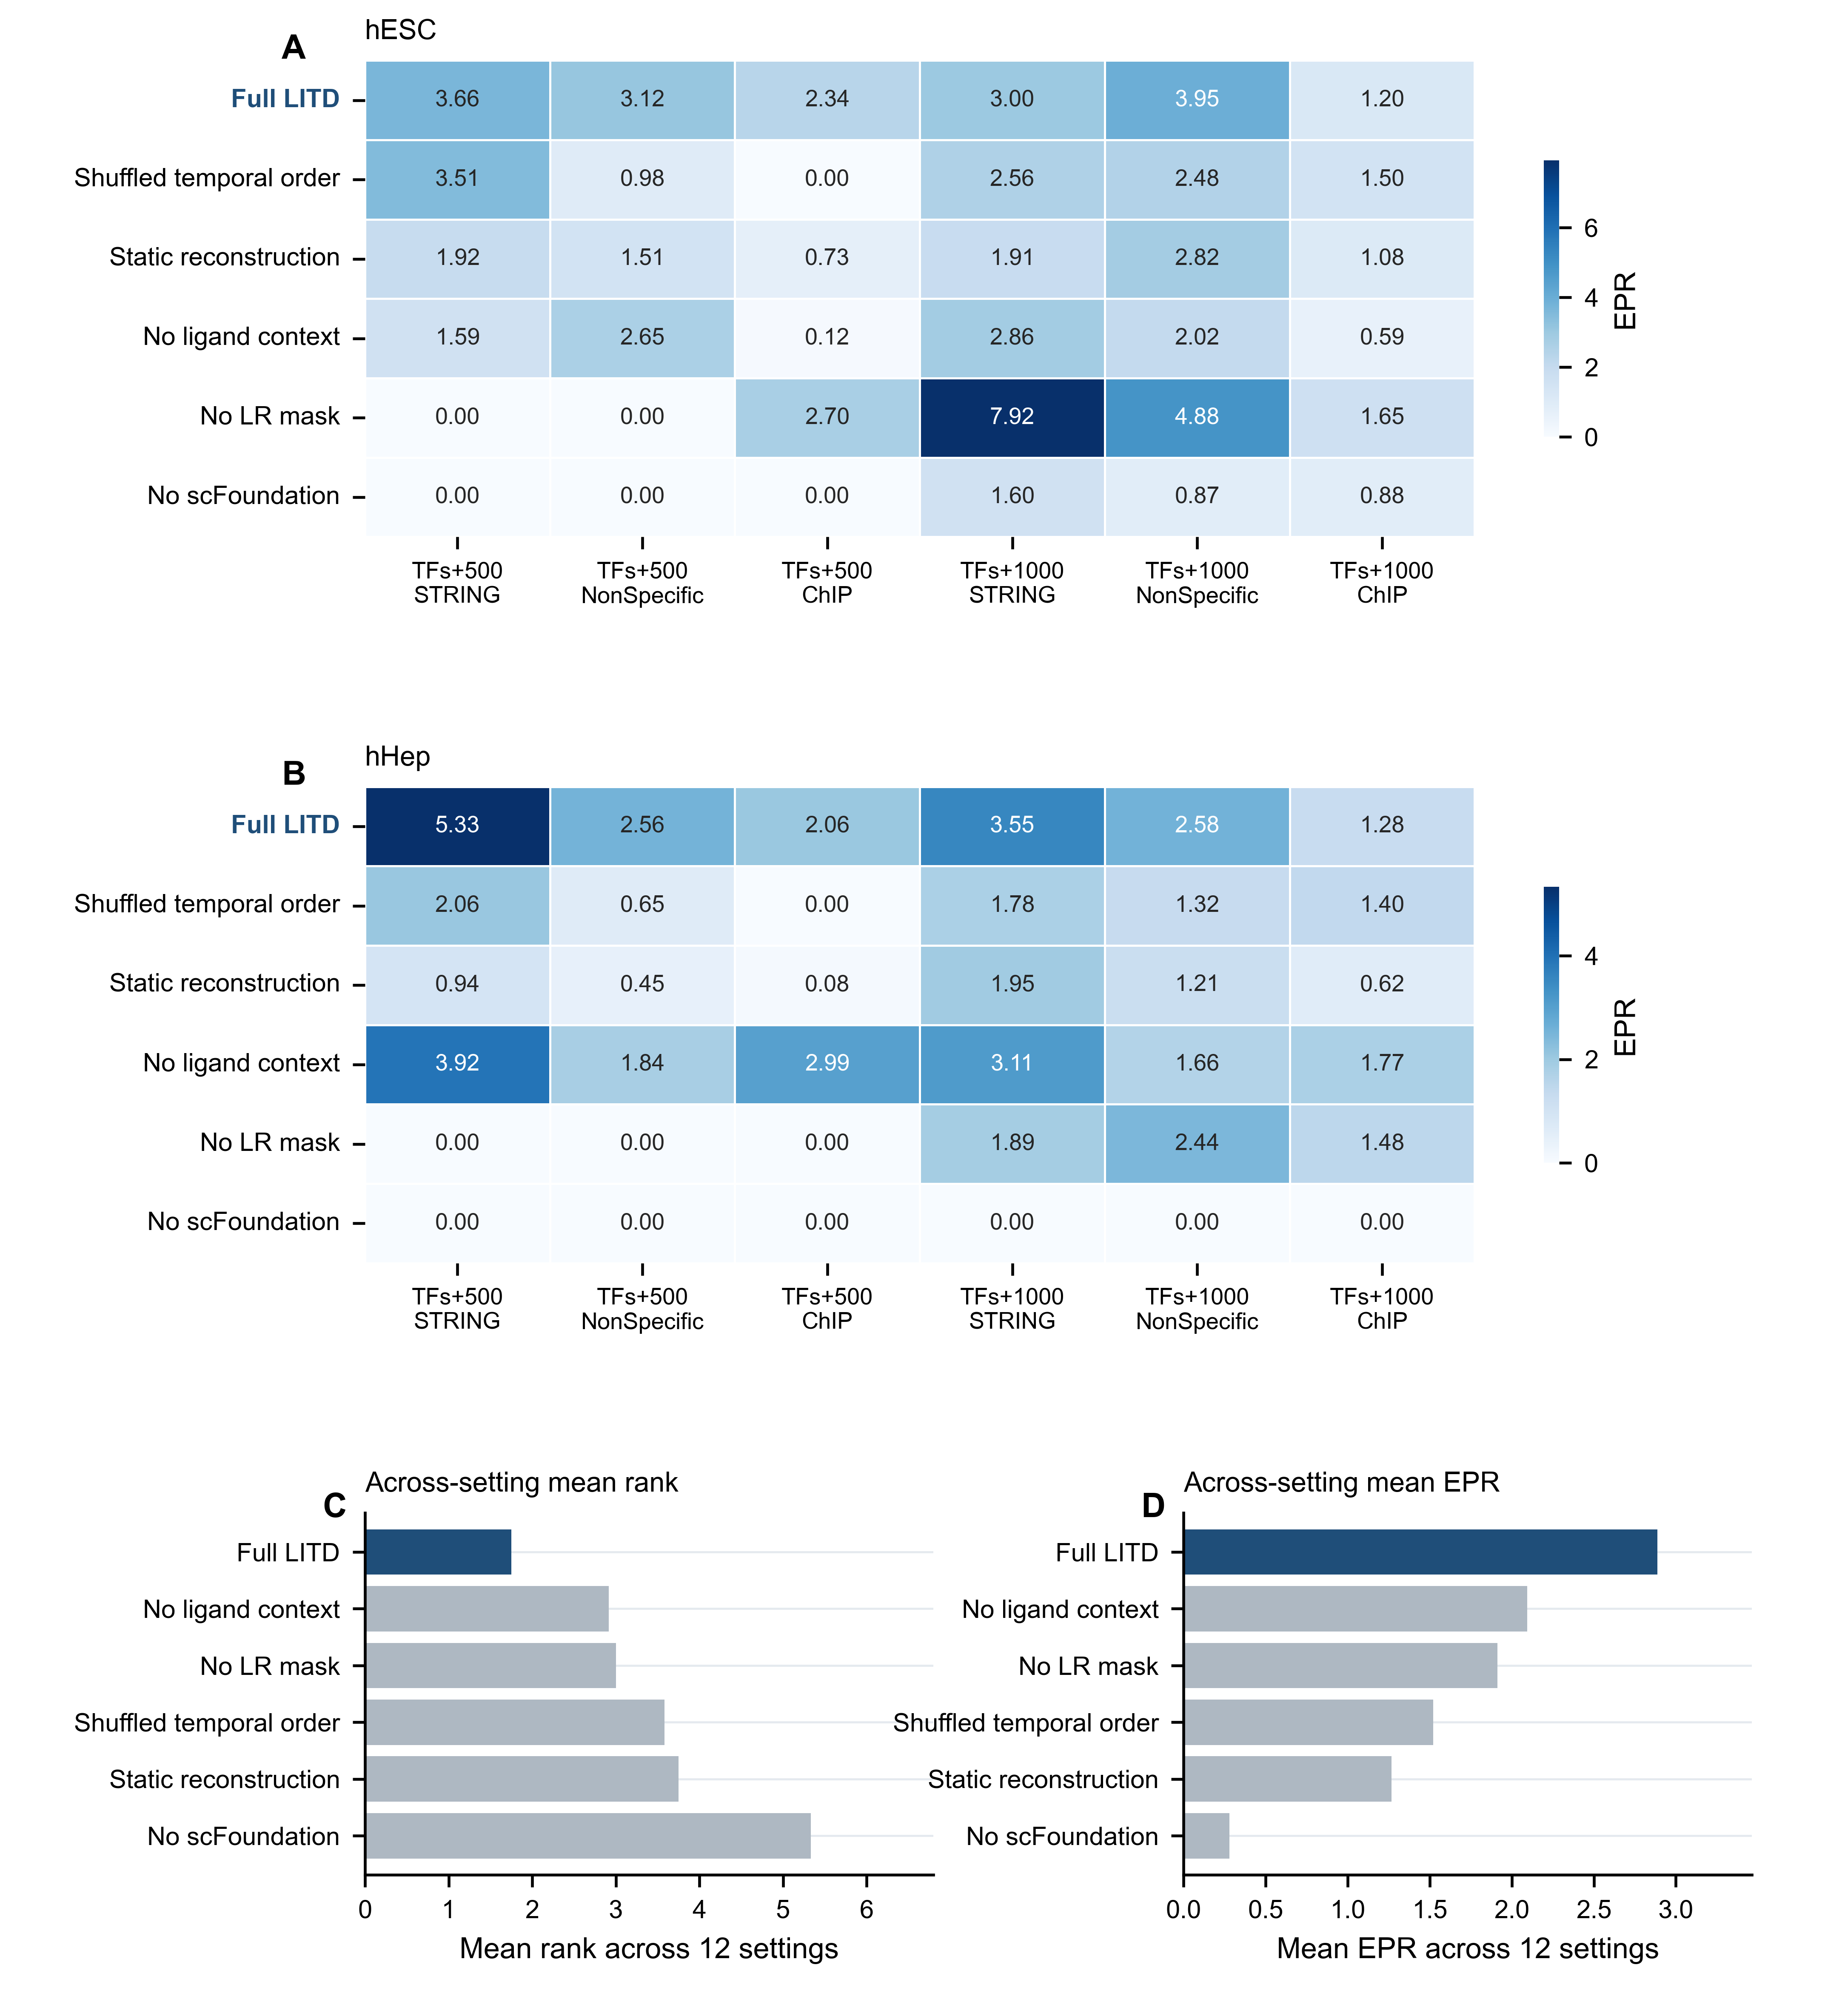 A
hESC
Full LITD 3.66 3.12 2.34 3.00 3.95 1.20
Shuffled temporal order 3.51 0.98 0.00 2.56 2.48 1.50
Static reconstruction 1.92 1.51 0.73 1.91 2.82 1.08
No ligand context 1.59 2.65 0.12 2.86 2.02 0.59
No LR mask 0.00 0.00 2.70 7.92 4.88 1.65
No scFoundation 0.00 0.00 0.00 1.60 0.87 0.88
TFs+500 TFs+500 TFs+500 TFs+1000 TFs+1000 TFs+1000
STRING NonSpecific ChIP STRING NonSpecific ChIP
6
4
2
0
EPR
B
hHep
Full LITD 5.33 2.56 2.06 3.55 2.58 1.28
Shuffled temporal order 2.06 0.65 0.00 1.78 1.32 1.40
Static reconstruction 0.94 0.45 0.08 1.95 1.21 0.62
No ligand context 3.92 1.84 2.99 3.11 1.66 1.77
No LR mask 0.00 0.00 0.00 1.89 2.44 1.48
No scFoundation 0.00 0.00 0.00 0.00 0.00 0.00
TFs+500 TFs+500 TFs+500 TFs+1000 TFs+1000 TFs+1000
STRING NonSpecific ChIP STRING NonSpecific ChIP
4
2
0
EPR
C
Across-setting mean rank
Full LITD
No ligand context
No LR mask
Shuffled temporal order
Static reconstruction
No scFoundation
0 1 2 3 4 5 6
Mean rank across 12 settings
D
Across-setting mean EPR
Full LITD
No ligand context
No LR mask
Shuffled temporal order
Static reconstruction
No scFoundation
0.0 0.5 1.0 1.5 2.0 2.5 3.0
Mean EPR across 12 settings